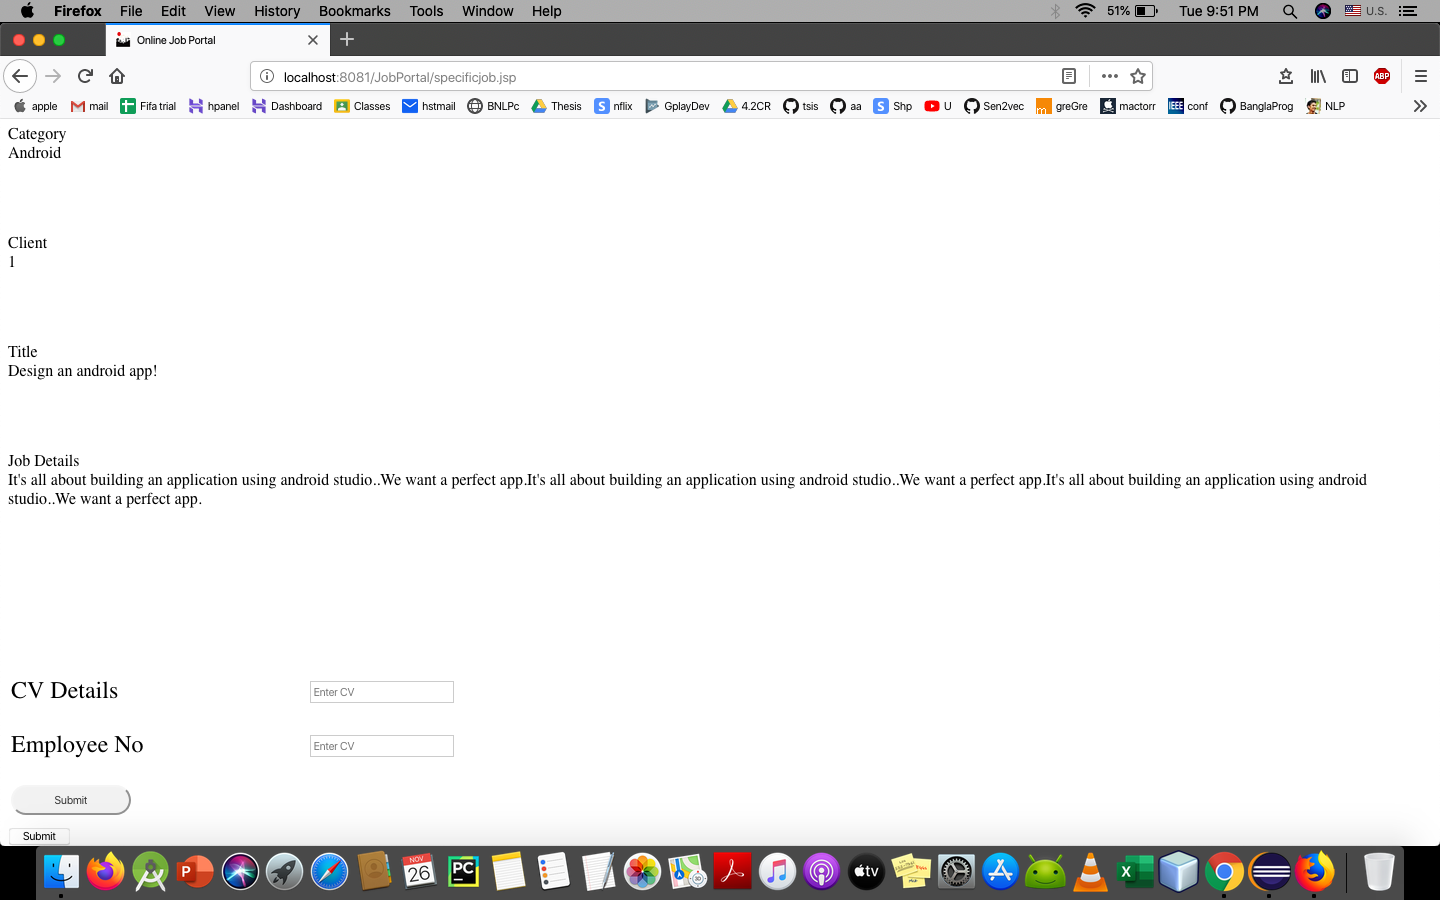 Firefox File Edit View History Bookmarks Tools Window Help 51% Tue 9:51 PM U.S.
Online Job Portal
localhost:8081/JobPortal/specificjob.jsp ABP
apple mail Fifa trial hpanel Dashboard Classes hstmail BNLPc Thesis nflix GplayDev 4.2CR tsis aa Shp U Sen2vec greGre mactorr conf BanglaProg NLP
Category
Android
Client
1
Title
Design an android app!
Job Details
It's all about building an application using android studio..We want a perfect app.It's all about building an application using android studio..We want a perfect app.It's all about building an application using android
studio..We want a perfect app.
CV Details Enter CV
Employee No Enter CV
Submit
Submit
NOV
26
PC
tv